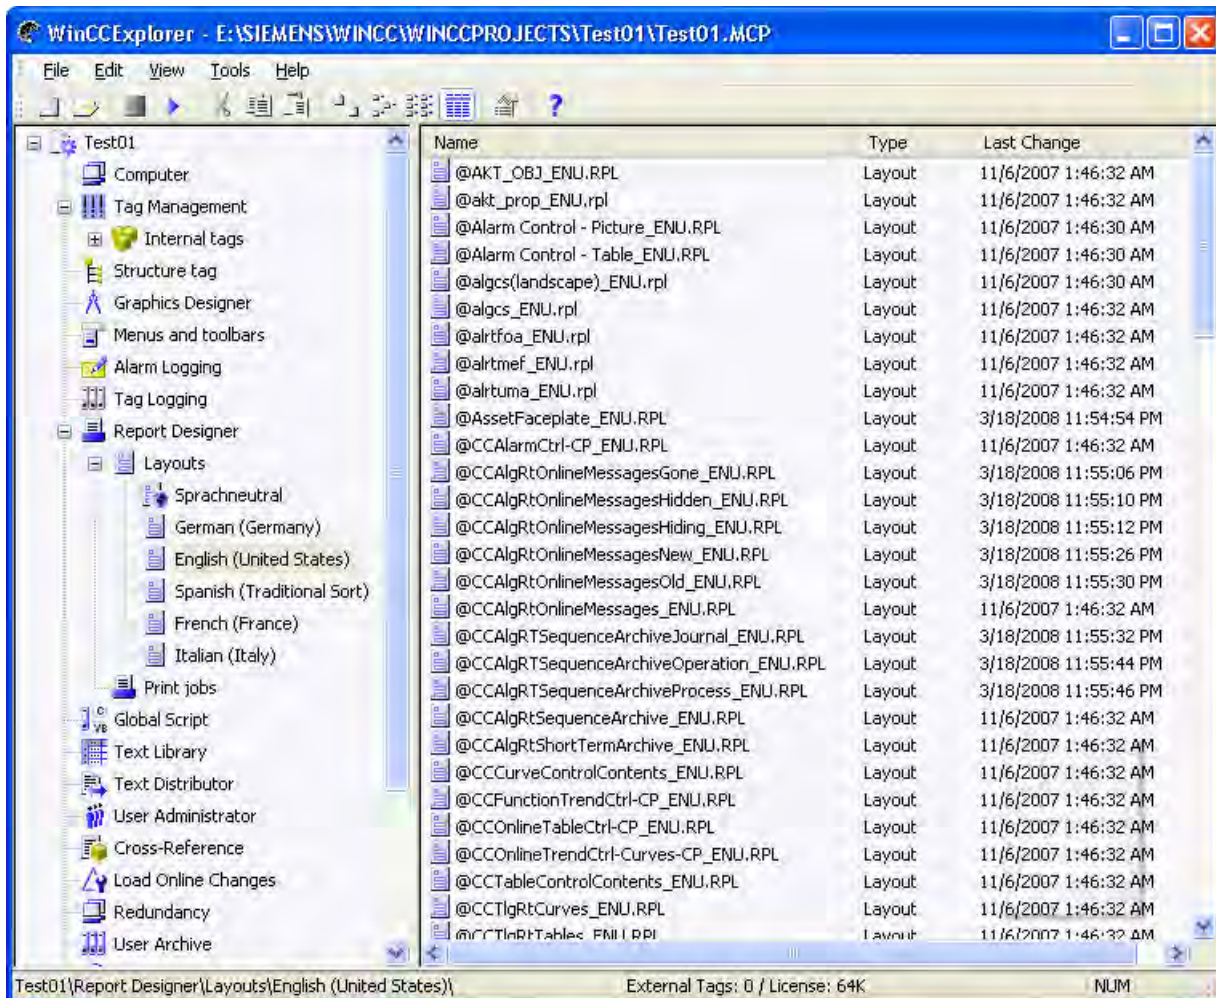 WinCCExplorer - E:\SIEMENS\WINCC\WINCCPROJECTS\Test01\Test01.MCP
File Edit View Tools Help
Test01
Computer
Tag Management
Internal tags
Structure tag
Graphics Designer
Menus and toolbars
Alarm Logging
Tag Logging
Report Designer
Layouts
Sprachneutral
German (Germany)
English (United States)
Spanish (Traditional Sort)
French (France)
Italian (Italy)
Print jobs
Global Script
Text Library
Text Distributor
User Administrator
Cross-Reference
Load Online Changes
Redundancy
User Archive
Name Type Last Change
@AKT_OBJ_ENU.RPL Layout 11/6/2007 1:46:32 AM
@akt_prop_ENU.rpl Layout 11/6/2007 1:46:32 AM
@Alarm Control - Picture_ENU.RPL Layout 11/6/2007 1:46:30 AM
@Alarm Control - Table_ENU.RPL Layout 11/6/2007 1:46:30 AM
@algcs(landscape)_ENU.rpl Layout 11/6/2007 1:46:30 AM
@algcs_ENU.rpl Layout 11/6/2007 1:46:32 AM
@alrtfoa_ENU.rpl Layout 11/6/2007 1:46:32 AM
@alrtmef_ENU.rpl Layout 11/6/2007 1:46:32 AM
@alrtuma_ENU.rpl Layout 11/6/2007 1:46:32 AM
@AssetFaceplate_ENU.RPL Layout 3/18/2008 11:54:54 PM
@CCAlarmCtrl-CP_ENU.RPL Layout 11/6/2007 1:46:32 AM
@CCAlgRtOnlineMessagesGone_ENU.RPL Layout 3/18/2008 11:55:06 PM
@CCAlgRtOnlineMessagesHidden_ENU.RPL Layout 3/18/2008 11:55:10 PM
@CCAlgRtOnlineMessagesHiding_ENU.RPL Layout 3/18/2008 11:55:12 PM
@CCAlgRtOnlineMessagesNew_ENU.RPL Layout 3/18/2008 11:55:26 PM
@CCAlgRtOnlineMessagesOld_ENU.RPL Layout 3/18/2008 11:55:30 PM
@CCAlgRtOnlineMessages_ENU.RPL Layout 11/6/2007 1:46:32 AM
@CCAlgRTSequenceArchiveJournal_ENU.RPL Layout 3/18/2008 11:55:32 PM
@CCAlgRTSequenceArchiveOperation_ENU.RPL Layout 3/18/2008 11:55:44 PM
@CCAlgRTSequenceArchiveProcess_ENU.RPL Layout 3/18/2008 11:55:46 PM
@CCAlgRtSequenceArchive_ENU.RPL Layout 11/6/2007 1:46:32 AM
@CCAlgRtShortTermArchive_ENU.RPL Layout 11/6/2007 1:46:32 AM
@CCCurveControlContents_ENU.RPL Layout 11/6/2007 1:46:32 AM
@CCFunctionTrendCtrl-CP_ENU.RPL Layout 11/6/2007 1:46:32 AM
@CCOnlineTableCtrl-CP_ENU.RPL Layout 11/6/2007 1:46:32 AM
@CCOnlineTrendCtrl-Curves-CP_ENU.RPL Layout 11/6/2007 1:46:32 AM
@CCTableControlContents_ENU.RPL Layout 11/6/2007 1:46:32 AM
@CCTlgRtCurves_ENU.RPL Layout 11/6/2007 1:46:32 AM
@CCTlgRtTables_ENU.RPL Layout 11/6/2007 1:46:32 AM
Test01\Report Designer\Layouts\English (United States)\ External Tags: 0 / License: 64K NUM